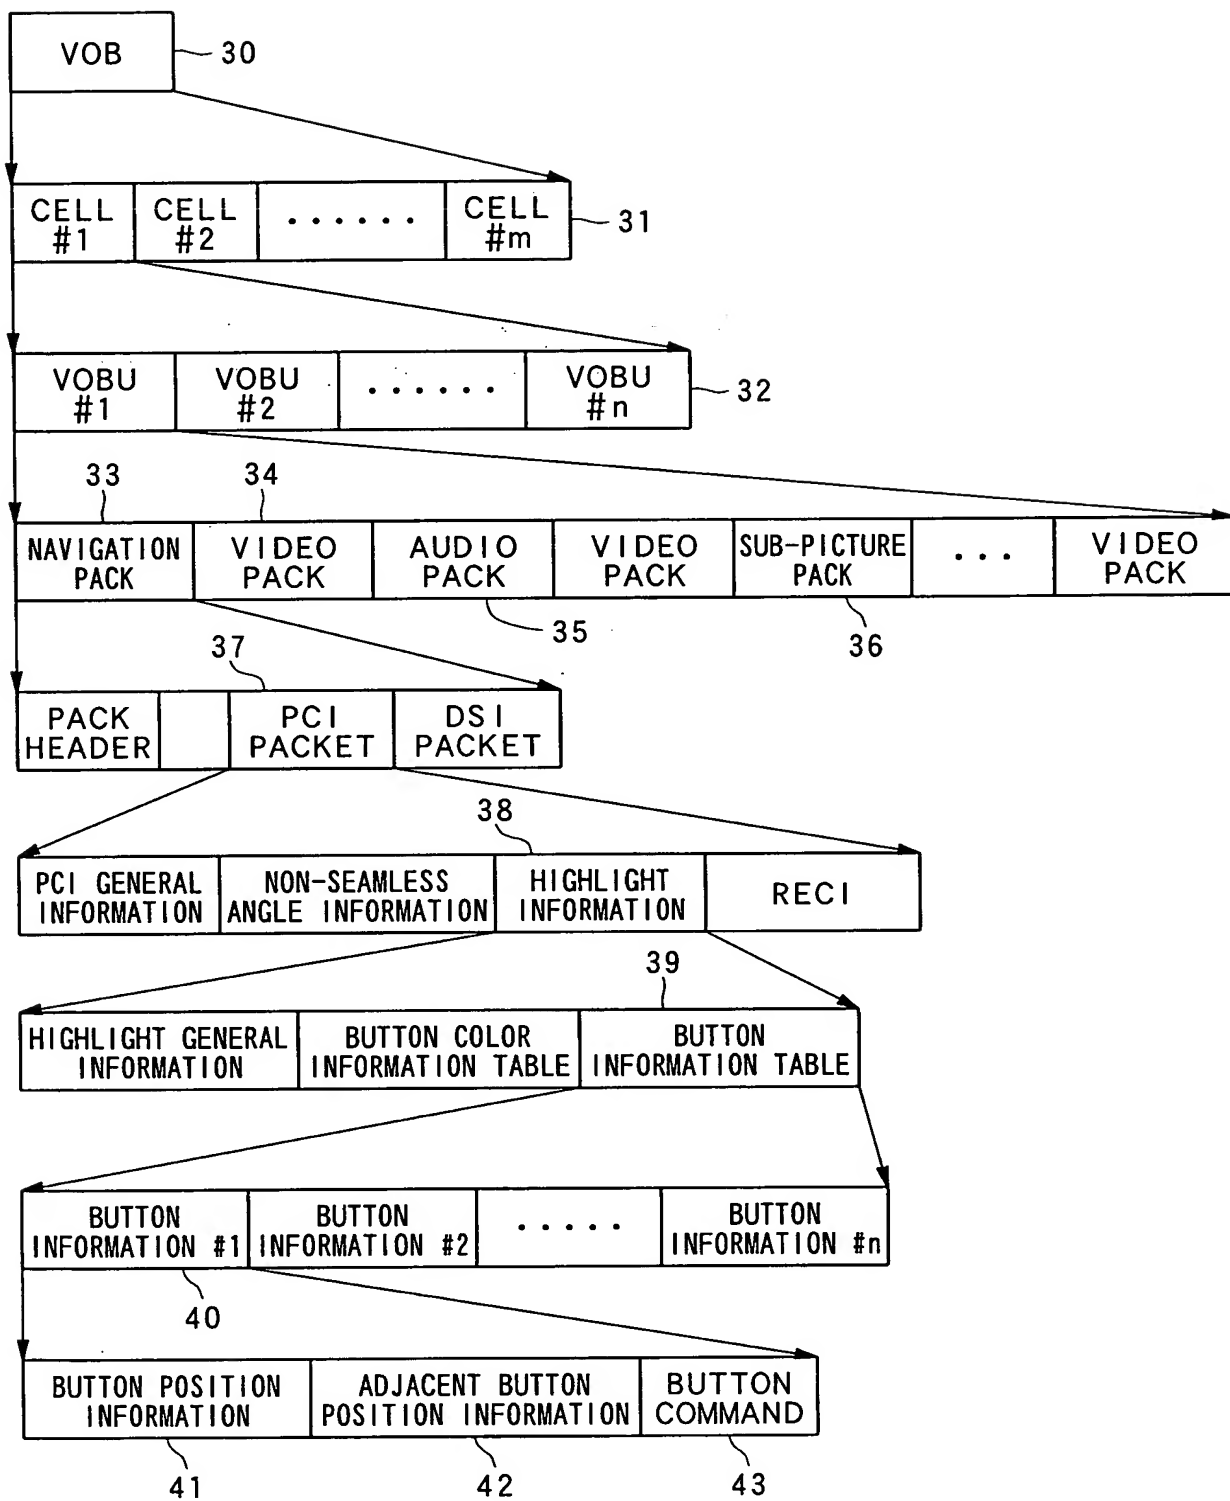 VOB
30
CELL #1
CELL #2
......
CELL #m
31
VOBU #1
VOBU #2
......
VOBU #n
32
33
34
NAVIGATION PACK
VIDEO PACK
AUDIO PACK
VIDEO PACK
SUB-PICTURE PACK
...
VIDEO PACK
35
36
37
PACK HEADER
PCI PACKET
DSI PACKET
38
PCI GENERAL INFORMATION
NON-SEAMLESS ANGLE INFORMATION
HIGHLIGHT INFORMATION
RECI
39
HIGHLIGHT GENERAL INFORMATION
BUTTON COLOR INFORMATION TABLE
BUTTON INFORMATION TABLE
BUTTON INFORMATION #1
BUTTON INFORMATION #2
.....
BUTTON INFORMATION #n
40
BUTTON POSITION INFORMATION
ADJACENT BUTTON POSITION INFORMATION
BUTTON COMMAND
41
42
43